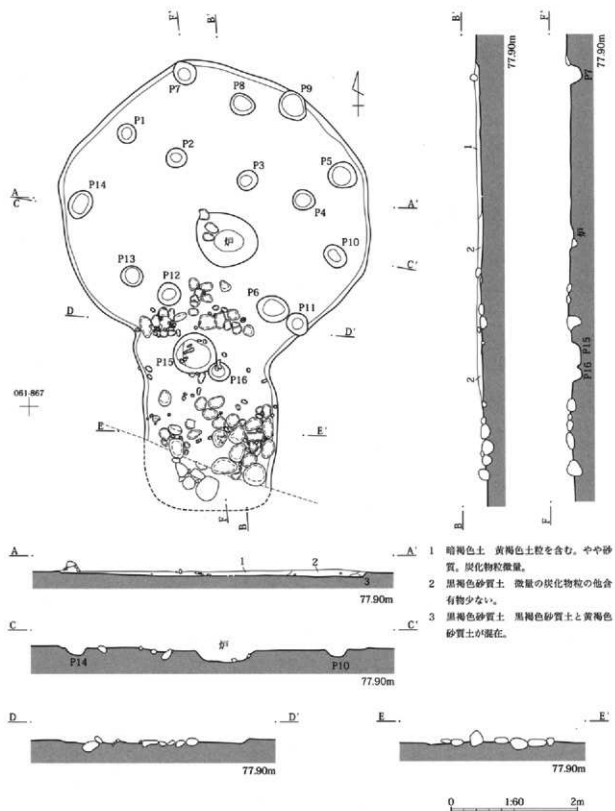 F'
B'
P7
P8
P9
P1
P2
P3
P5
P4
P14
炉
P10
P13
P12
P6
P11
P15
P16
A
C
A'
C'
D
D'
061-867
E
E'
F
B
B'
77.90m
1
2
2
B
F'
77.90m
P7
炉
P15
P16
F
A
A'
1
2
3
77.90m
C
C'
炉
P14
P10
77.90m
D
D'
77.90m
E
E'
77.90m
1 暗褐色土 黄褐色土粒を含む。やや砂
質。炭化物粒微量。
2 黒褐色砂質土 微量の炭化物粒の他含
有物少ない。
3 黒褐色砂質土 黒褐色砂質土と黄褐色
砂質土が混在。
0 1:60 2m